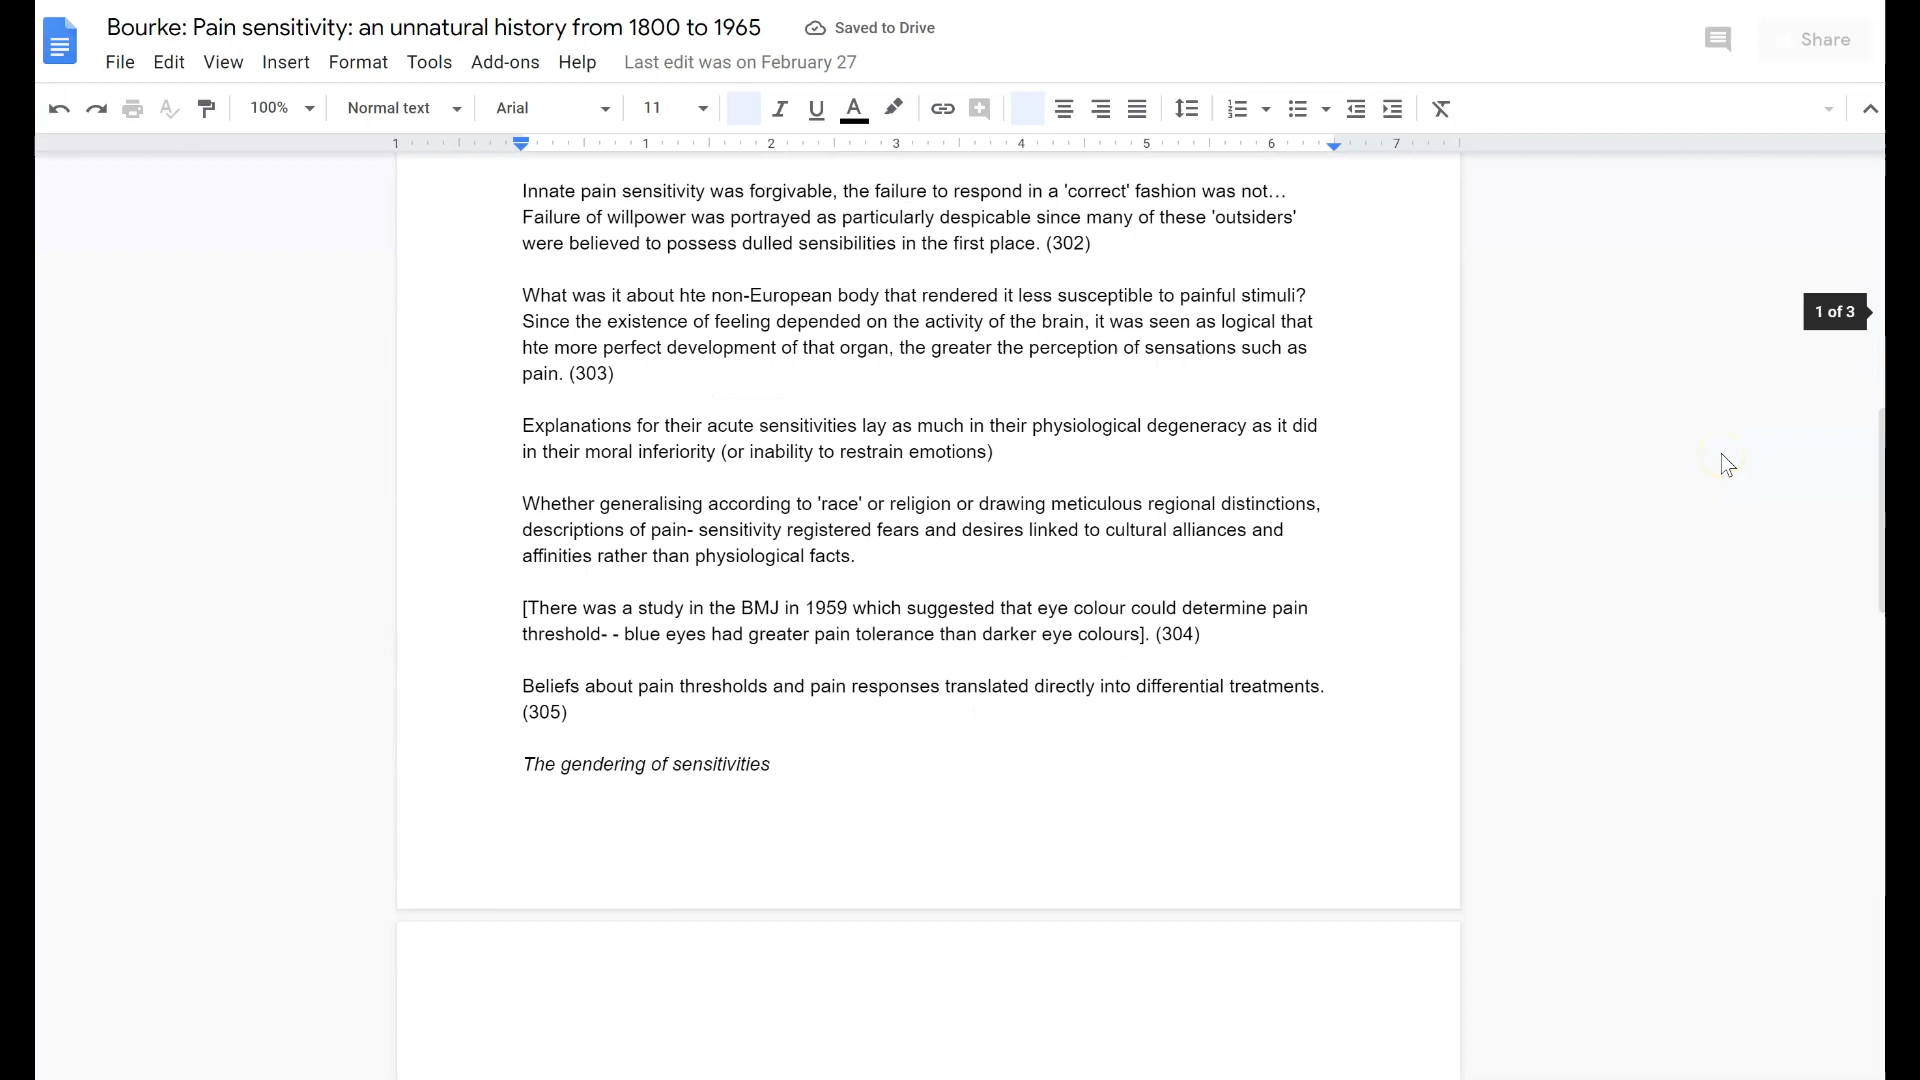 Bourke: Pain sensitivity: an unnatural history from 1800 to 1965 Saved to Drive
Share
File Edit View Insert Format Tools Add-ons Help Last edit was on February 27
100% Normal text Arial 11
1 1 2 3 4 5 6 7
Innate pain sensitivity was forgivable, the failure to respond in a 'correct' fashion was not…
Failure of willpower was portrayed as particularly despicable since many of these 'outsiders'
were believed to possess dulled sensibilities in the first place. (302)
What was it about hte non-European body that rendered it less susceptible to painful stimuli?
Since the existence of feeling depended on the activity of the brain, it was seen as logical that
hte more perfect development of that organ, the greater the perception of sensations such as
pain. (303)
1 of 3
Explanations for their acute sensitivities lay as much in their physiological degeneracy as it did
in their moral inferiority (or inability to restrain emotions)
Whether generalising according to 'race' or religion or drawing meticulous regional distinctions,
descriptions of pain- sensitivity registered fears and desires linked to cultural alliances and
affinities rather than physiological facts.
[There was a study in the BMJ in 1959 which suggested that eye colour could determine pain
threshold- - blue eyes had greater pain tolerance than darker eye colours]. (304)
Beliefs about pain thresholds and pain responses translated directly into differential treatments.
(305)
The gendering of sensitivities